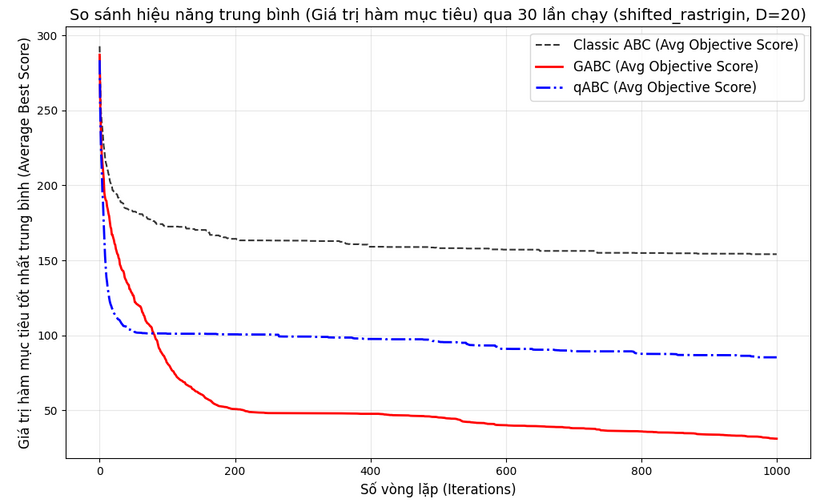 So sánh hiệu năng trung bình (Giá trị hàm mục tiêu) qua 30 lần chạy (shifted_rastrigin, D=20)
Classic ABC (Avg Objective Score)
GABC (Avg Objective Score)
qABC (Avg Objective Score)
Giá trị hàm mục tiêu tốt nhất trung bình (Average Best Score)
300
250
200
150
100
50
0
200
400
600
800
1000
Số vòng lặp (Iterations)